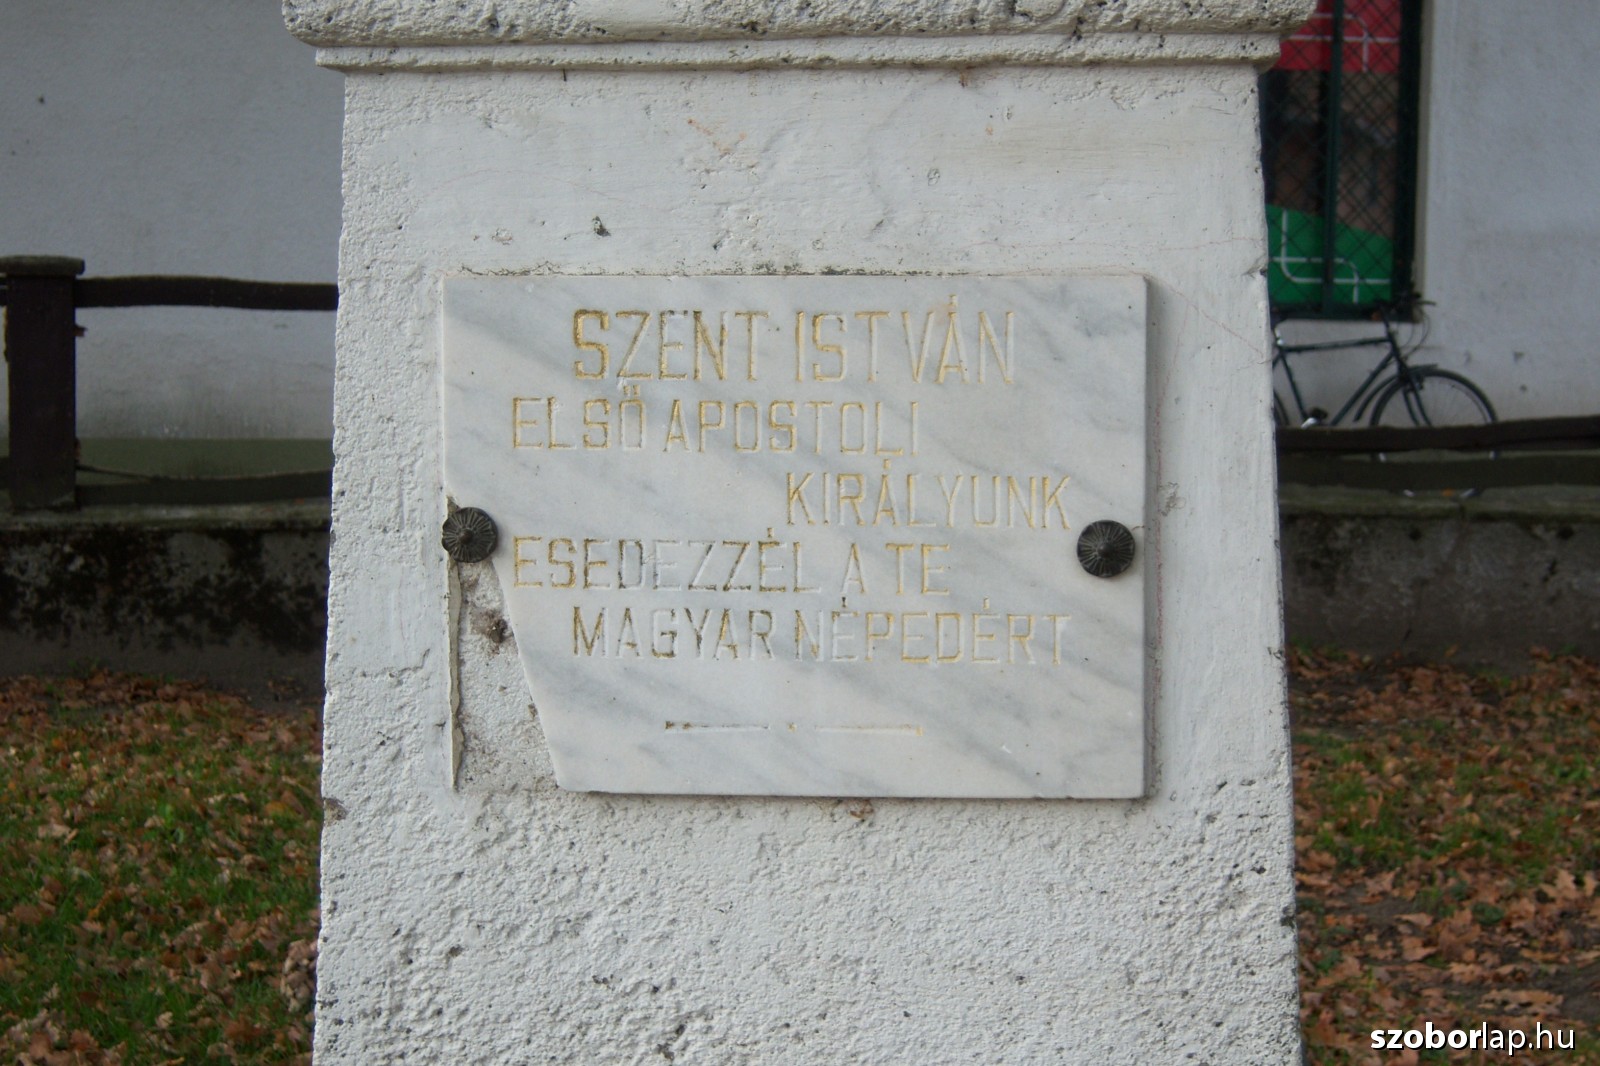 SZENT ISTVÁN
ELSŐ APOSTOLI
KIRÁLYUNK
ESEDEZZÉL A TE
MAGYAR NÉPEDÉRT
szoborlap.hu